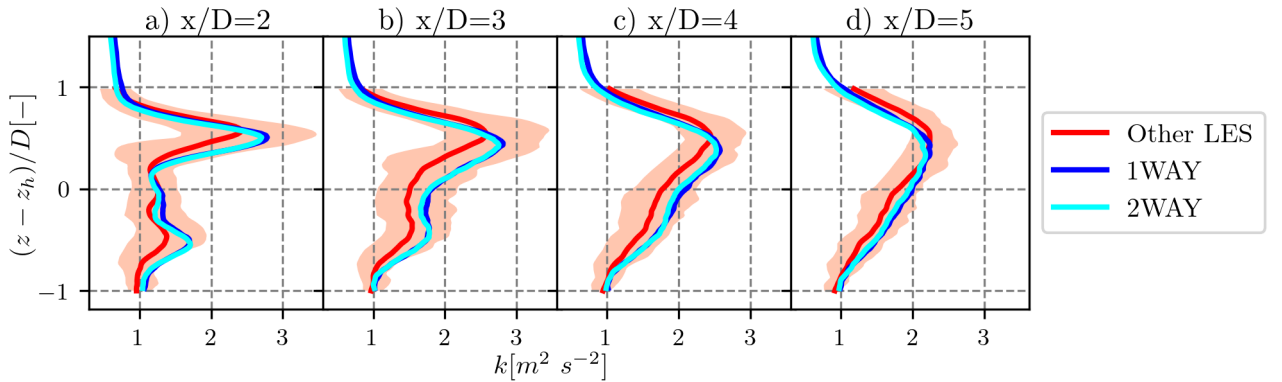 a) x/D=2
b) x/D=3
c) x/D=4
d) x/D=5
(z − z_h)/D[−]
1
0
−1
1 2 3
1 2 3
1 2 3
1 2 3
k[m² s⁻²]
Other LES
1WAY
2WAY